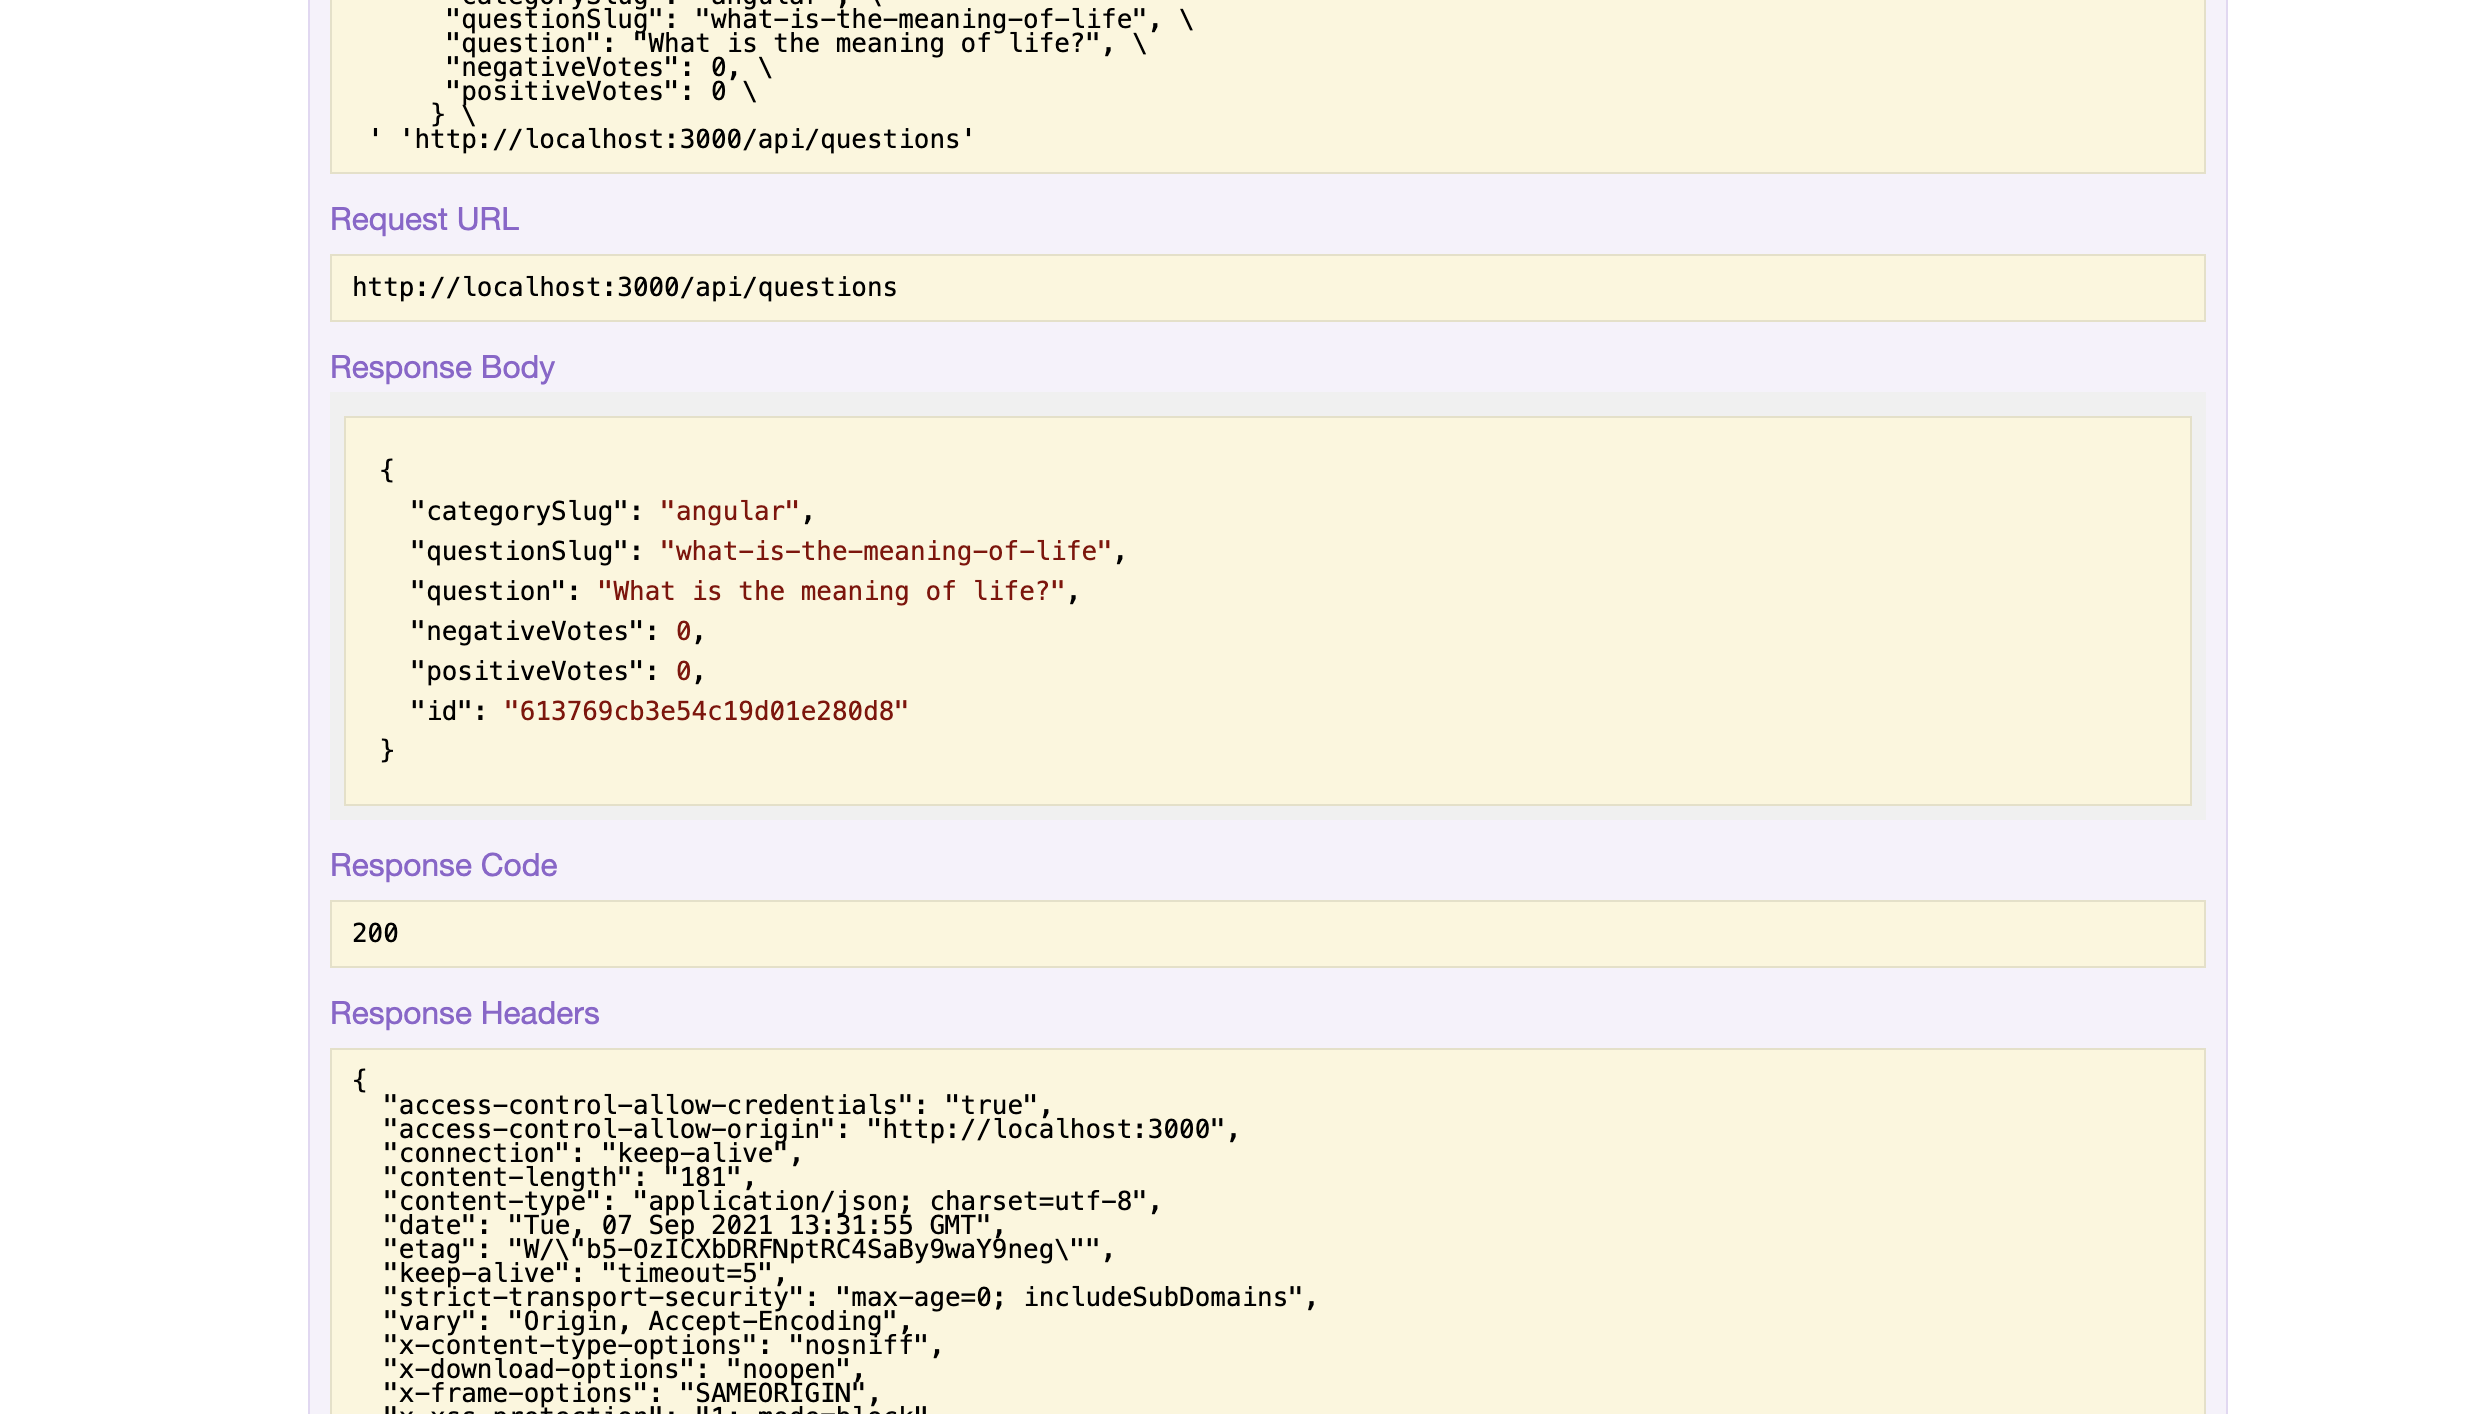 "categorySlug": "angular", \
"questionSlug": "what-is-the-meaning-of-life", \
"question": "What is the meaning of life?", \
"negativeVotes": 0, \
"positiveVotes": 0 \
} \
' 'http://localhost:3000/api/questions'
Request URL
http://localhost:3000/api/questions
Response Body
{
"categorySlug": "angular",
"questionSlug": "what-is-the-meaning-of-life",
"question": "What is the meaning of life?",
"negativeVotes": 0,
"positiveVotes": 0,
"id": "613769cb3e54c19d01e280d8"
}
Response Code
200
Response Headers
{
"access-control-allow-credentials": "true",
"access-control-allow-origin": "http://localhost:3000",
"connection": "keep-alive",
"content-length": "181",
"content-type": "application/json; charset=utf-8",
"date": "Tue, 07 Sep 2021 13:31:55 GMT",
"etag": "W/\"b5-OzICXbDRFNptRC4SaBy9waY9neg\"",
"keep-alive": "timeout=5",
"strict-transport-security": "max-age=0; includeSubDomains",
"vary": "Origin, Accept-Encoding",
"x-content-type-options": "nosniff",
"x-download-options": "noopen",
"x-frame-options": "SAMEORIGIN",
"x-xss-protection": "1; mode=block"